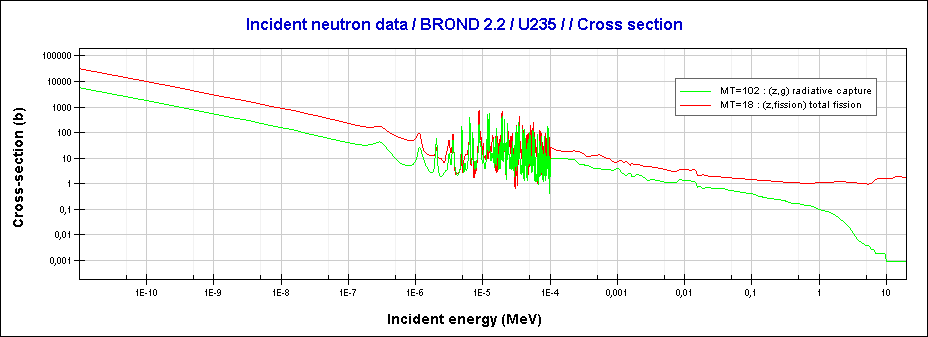 Incident neutron data / BROND 2.2 / U235 / / Cross section
Cross-section (b)
100000
10000
1000
100
10
1
0,1
0,01
0,001
MT=102 : (z,g) radiative capture
MT=18 : (z,fission) total fission
1E-10 1E-9 1E-8 1E-7 1E-6 1E-5 1E-4 0,001 0,01 0,1 1 10
Incident energy (MeV)